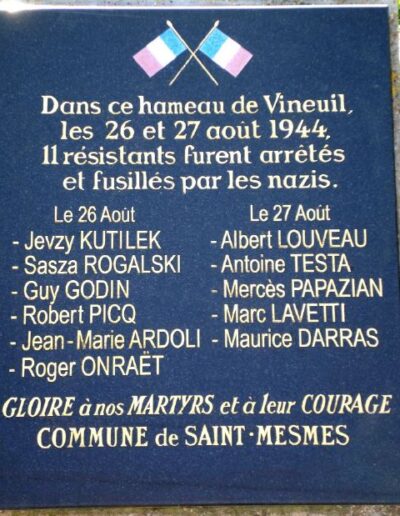 Dans ce hameau de Vineuil,
les 26 et 27 août 1944,
11 résistants furent arrêtés
et fusillés par les nazis.
Le 26 Août
- Jevzy KUTILEK
- Sasza ROGALSKI
- Guy GODIN
- Robert PICQ
- Jean-Marie ARDOLI
- Roger ONRAËT
Le 27 Août
- Albert LOUVEAU
- Antoine TESTA
- Mercès PAPAZIAN
- Marc LAVETTI
- Maurice DARRAS
GLOIRE à nos MARTYRS et à leur COURAGE
COMMUNE de SAINT-MESMES